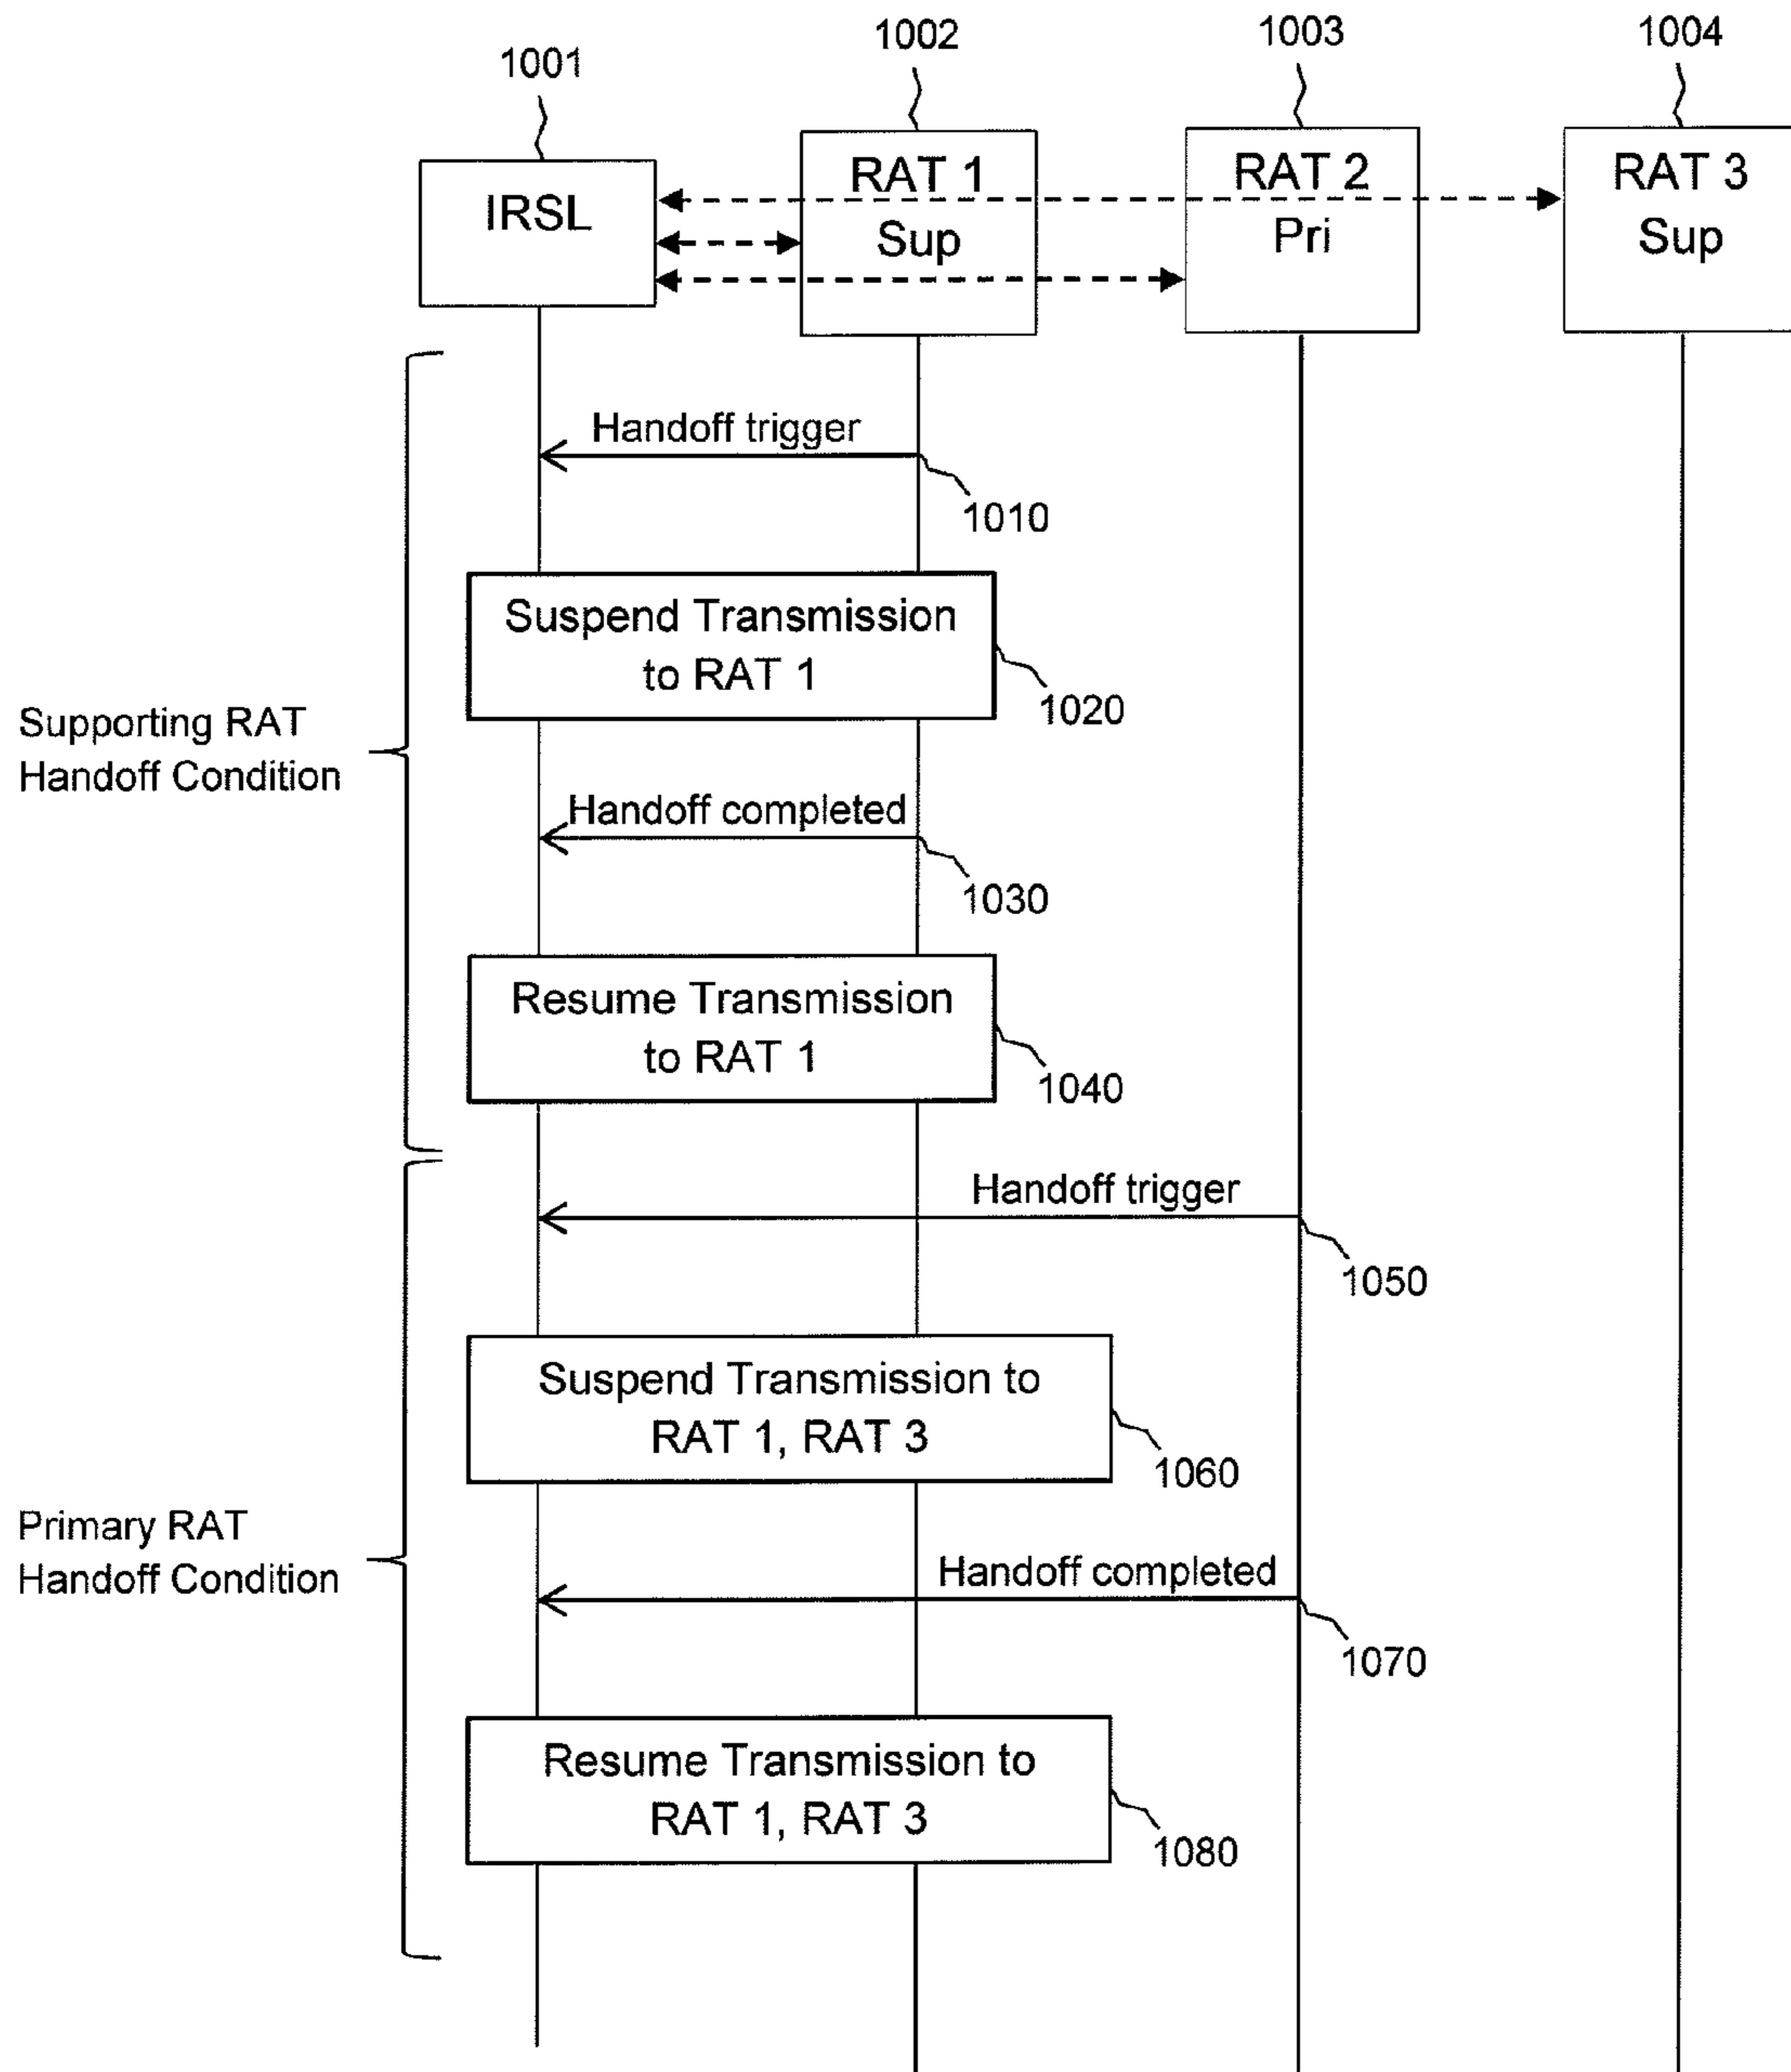 1001
1002
1003
1004
IRSL
RAT 1
Sup
RAT 2
Pri
RAT 3
Sup
Handoff trigger
1010
Suspend Transmission
to RAT 1
1020
Supporting RAT
Handoff Condition
Handoff completed
1030
Resume Transmission
to RAT 1
1040
Handoff trigger
1050
Suspend Transmission to
RAT 1, RAT 3
1060
Primary RAT
Handoff Condition
Handoff completed
1070
Resume Transmission to
RAT 1, RAT 3
1080